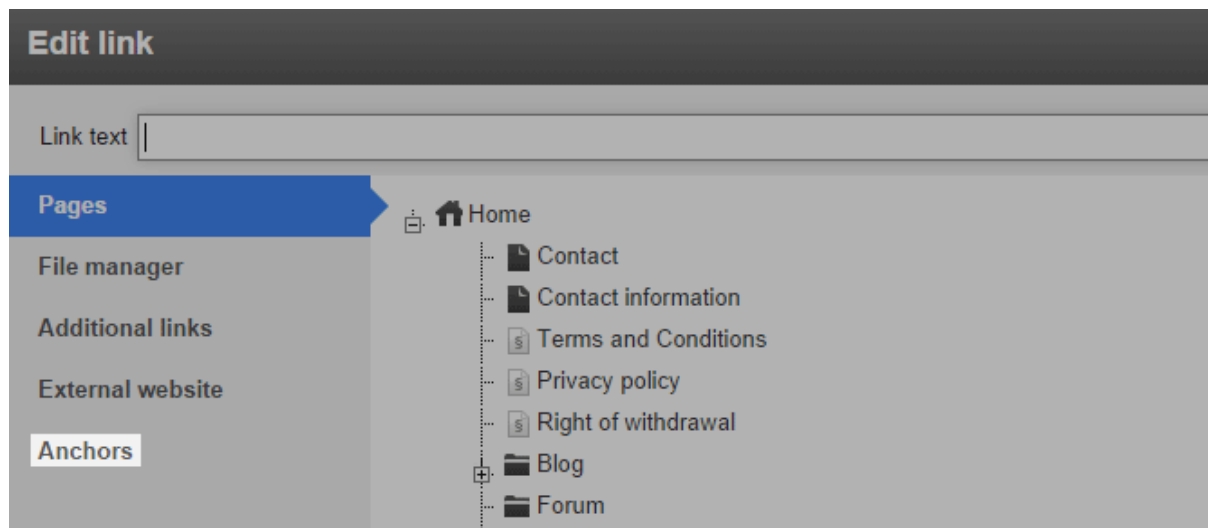 Edit link
Link text
Pages
File manager
Additional links
External website
Anchors
Home
Contact
Contact information
§ Terms and Conditions
§ Privacy policy
§ Right of withdrawal
Blog
Forum